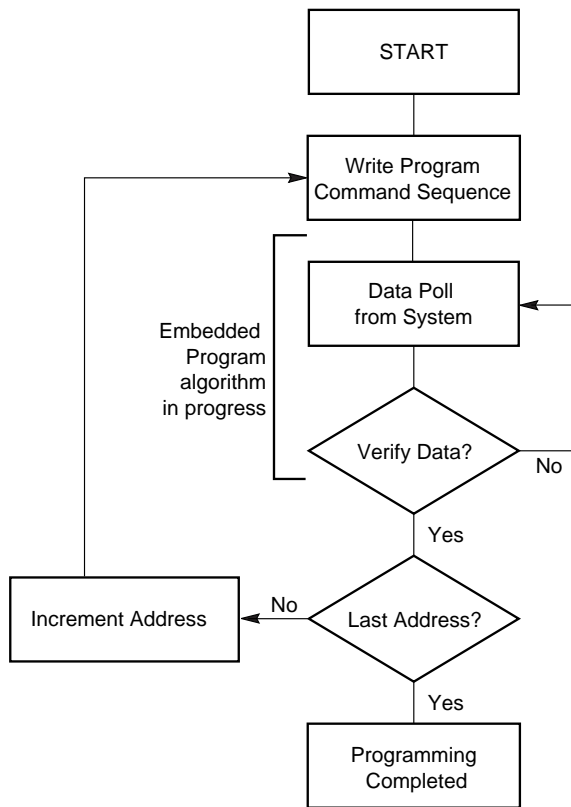 START
Write Program
Command Sequence
Data Poll
from System
Embedded
Program
algorithm
in progress
Verify Data?
No
Yes
Increment Address
No
Last Address?
Yes
Programming
Completed